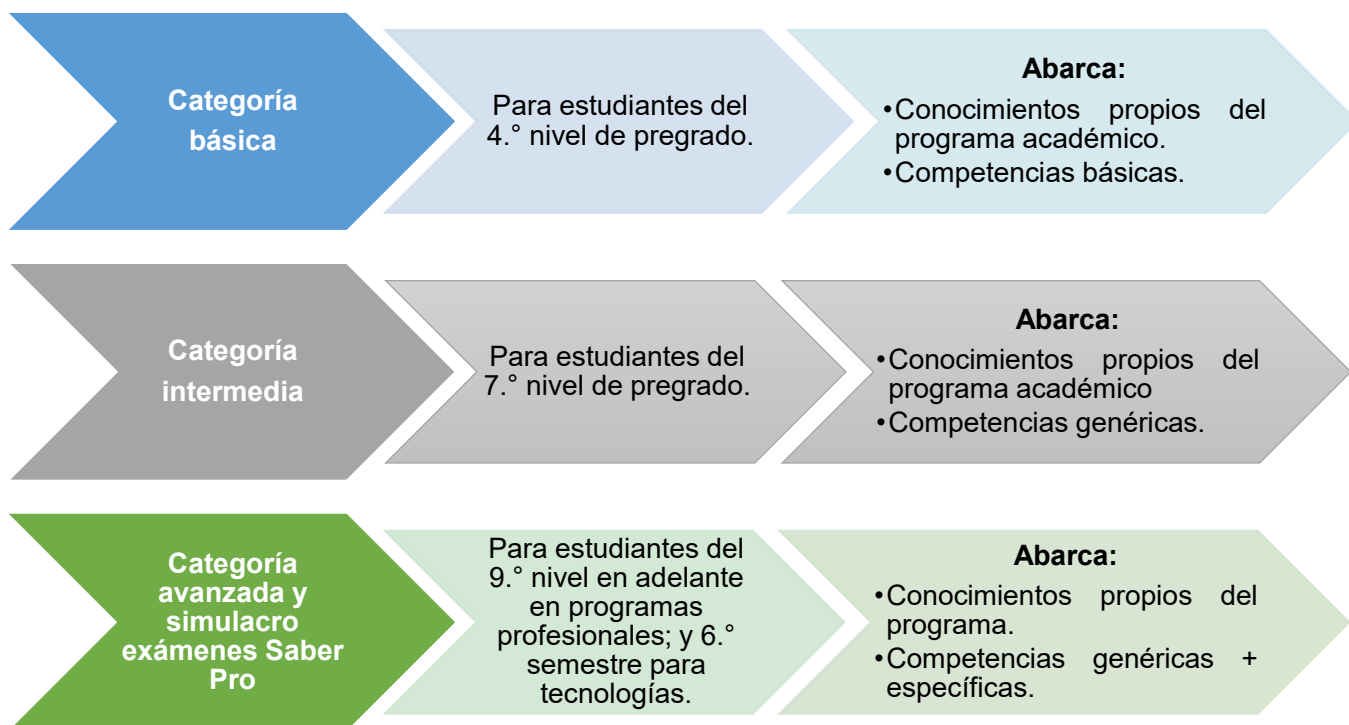 Categoría
básica
Para estudiantes del
4.° nivel de pregrado.
Abarca:
•Conocimientos propios del
programa académico.
•Competencias básicas.
Categoría
intermedia
Para estudiantes del
7.° nivel de pregrado.
Abarca:
•Conocimientos propios del
programa académico
•Competencias genéricas.
Categoría
avanzada y
simulacro
exámenes Saber
Pro
Para estudiantes del
9.° nivel en adelante
en programas
profesionales; y 6.°
semestre para
tecnologías.
Abarca:
•Conocimientos propios del
programa.
•Competencias genéricas +
específicas.